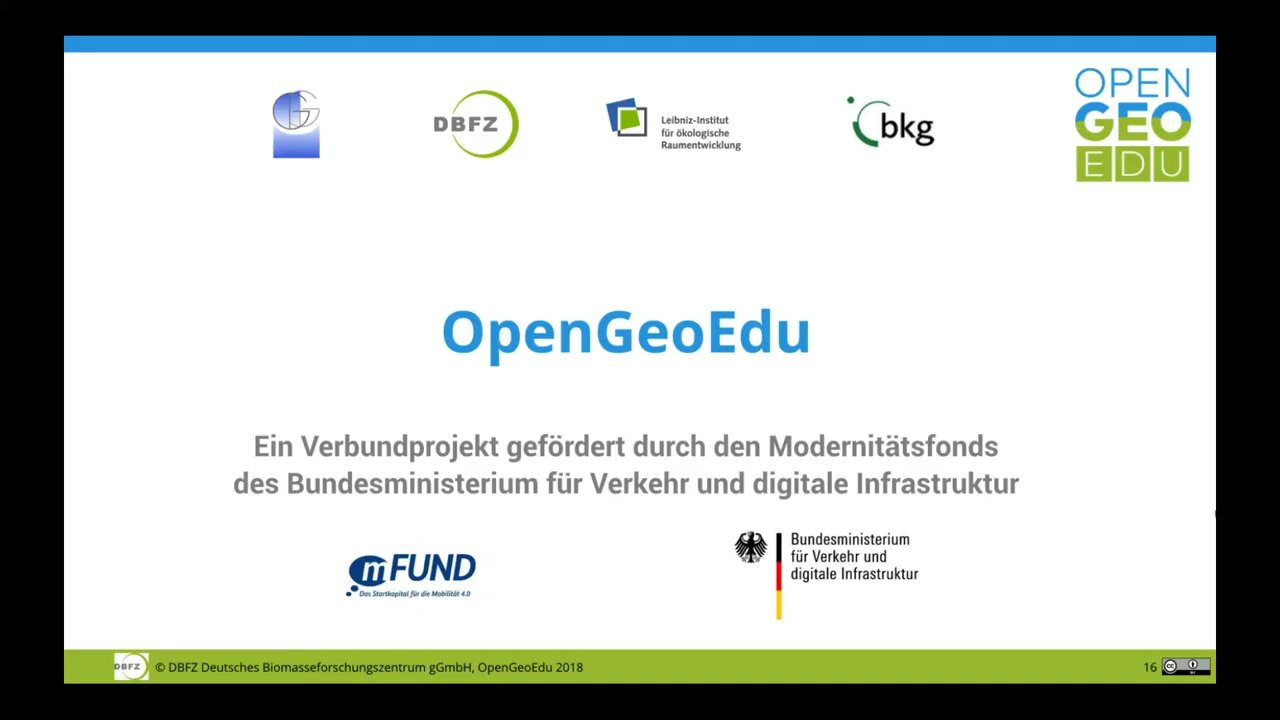 DBFZ
Leibniz-Institut
für ökologische
Raumentwicklung
bkg
OPEN
GEO
EDU
OpenGeoEdu
Ein Verbundprojekt gefördert durch den Modernitätsfonds
des Bundesministerium für Verkehr und digitale Infrastruktur
mFUND
Das Startkapital für die Mobilität 4.0
Bundesministerium
für Verkehr und
digitale Infrastruktur
DBFZ
© DBFZ Deutsches Biomasseforschungszentrum gGmbH, OpenGeoEdu 2018
16
cc
BY